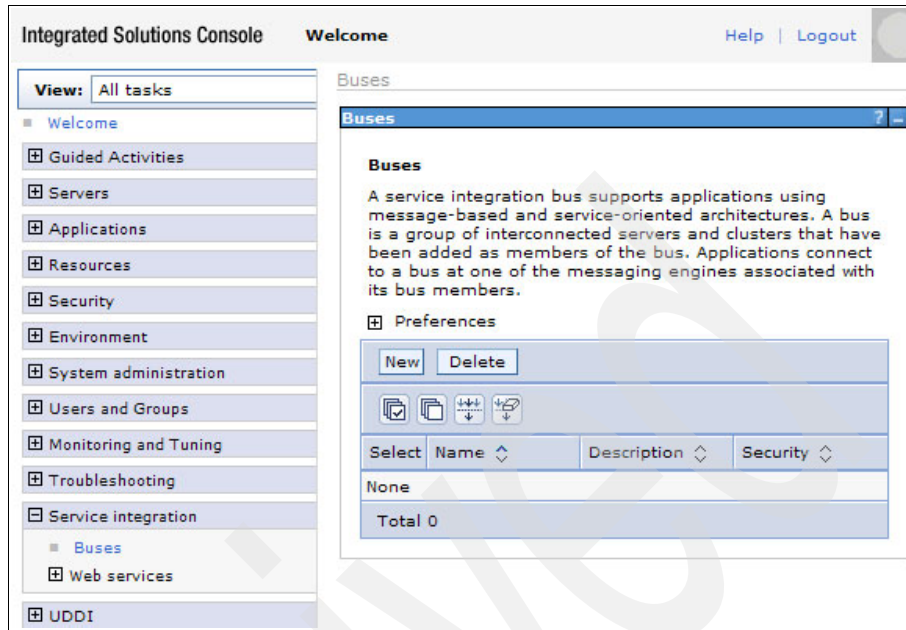 Integrated Solutions Console Welcome Help | Logout
View: All tasks
Welcome
Guided Activities
Servers
Applications
Resources
Security
Environment
System administration
Users and Groups
Monitoring and Tuning
Troubleshooting
Service integration
Buses
Web services
UDDI
Buses
Buses ? -
Buses
A service integration bus supports applications using
message-based and service-oriented architectures. A bus
is a group of interconnected servers and clusters that have
been added as members of the bus. Applications connect
to a bus at one of the messaging engines associated with
its bus members.
Preferences
New Delete
Select Name Description Security
None
Total 0